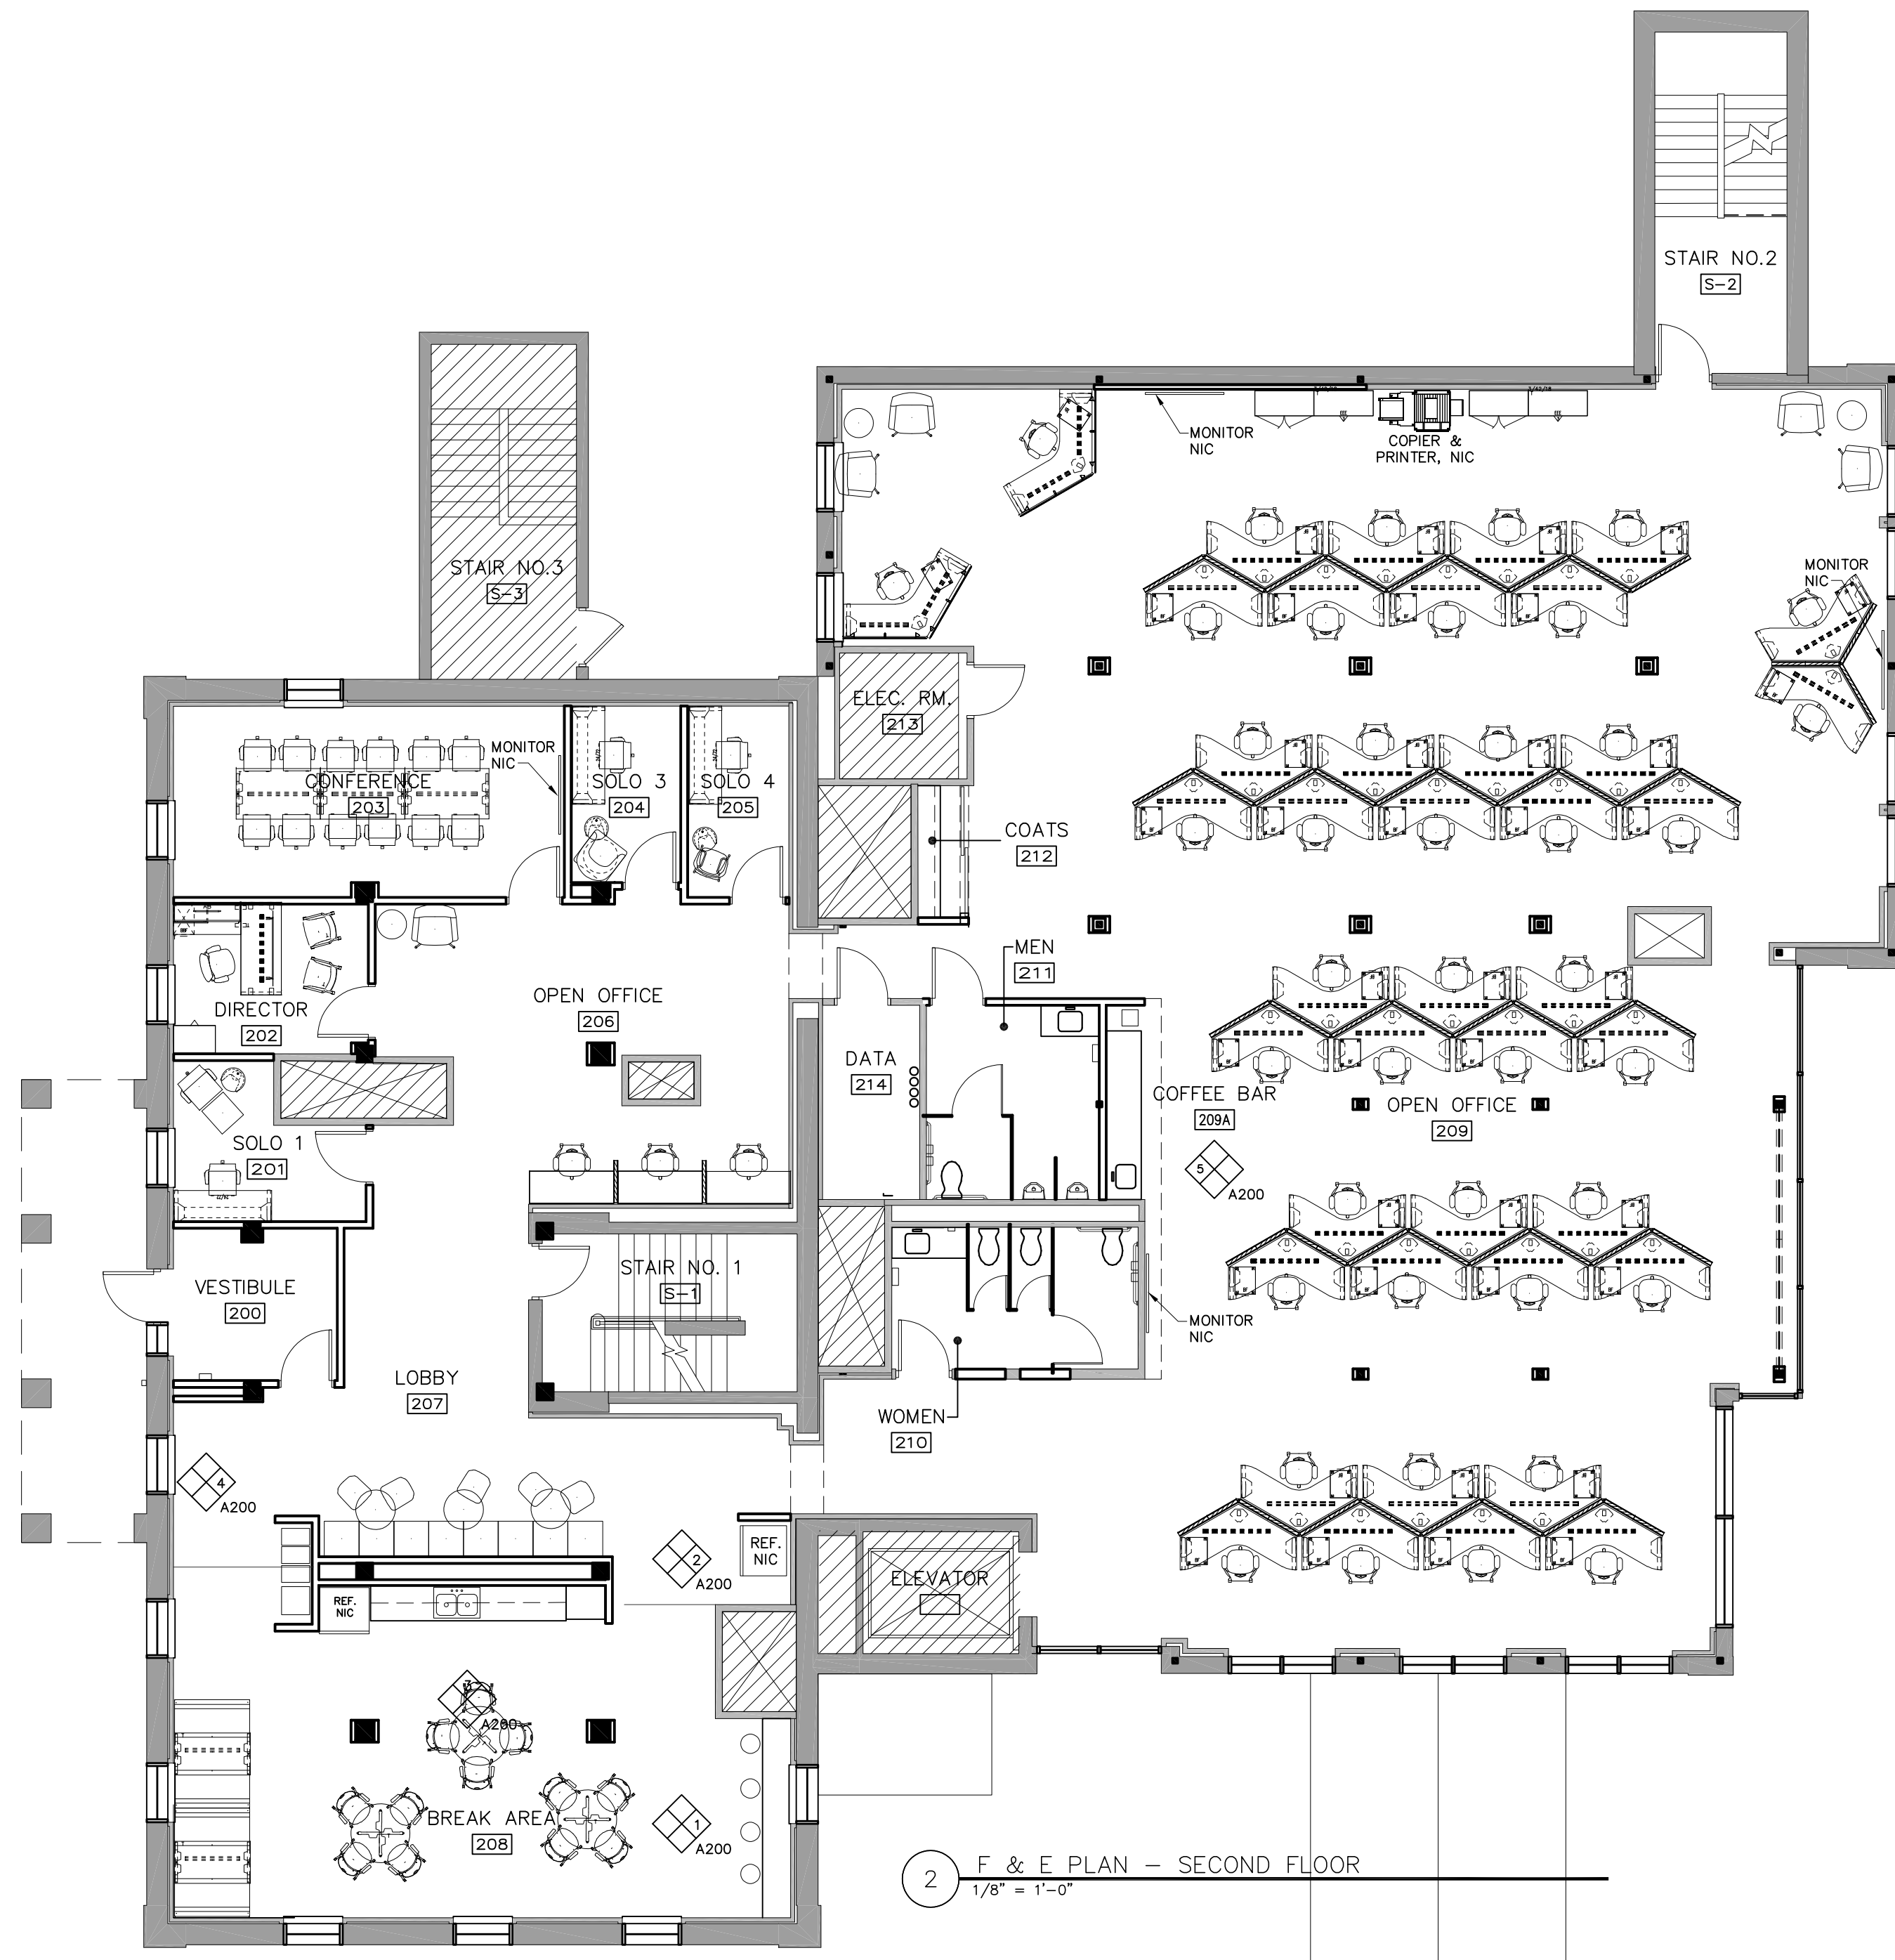 STAIR NO.2
S-2
MONITOR
NIC
COPIER &
PRINTER, NIC
STAIR NO.3
S-3
MONITOR
NIC
ELEC. RM.
213
MONITOR
NIC
CONFERENCE
203
SOLO 3
204
SOLO 4
205
COATS
212
MEN
211
DIRECTOR
202
OPEN OFFICE
206
DATA
214
COFFEE BAR
209A
OPEN OFFICE
209
SOLO 1
201
5
A200
STAIR NO. 1
S-1
VESTIBULE
200
MONITOR
NIC
LOBBY
207
WOMEN
210
4
A200
2
A200
REF.
NIC
ELEVATOR
REF.
NIC
3
A200
BREAK AREA
208
1
A200
2
F & E PLAN – SECOND FLOOR
1/8" = 1'-0"